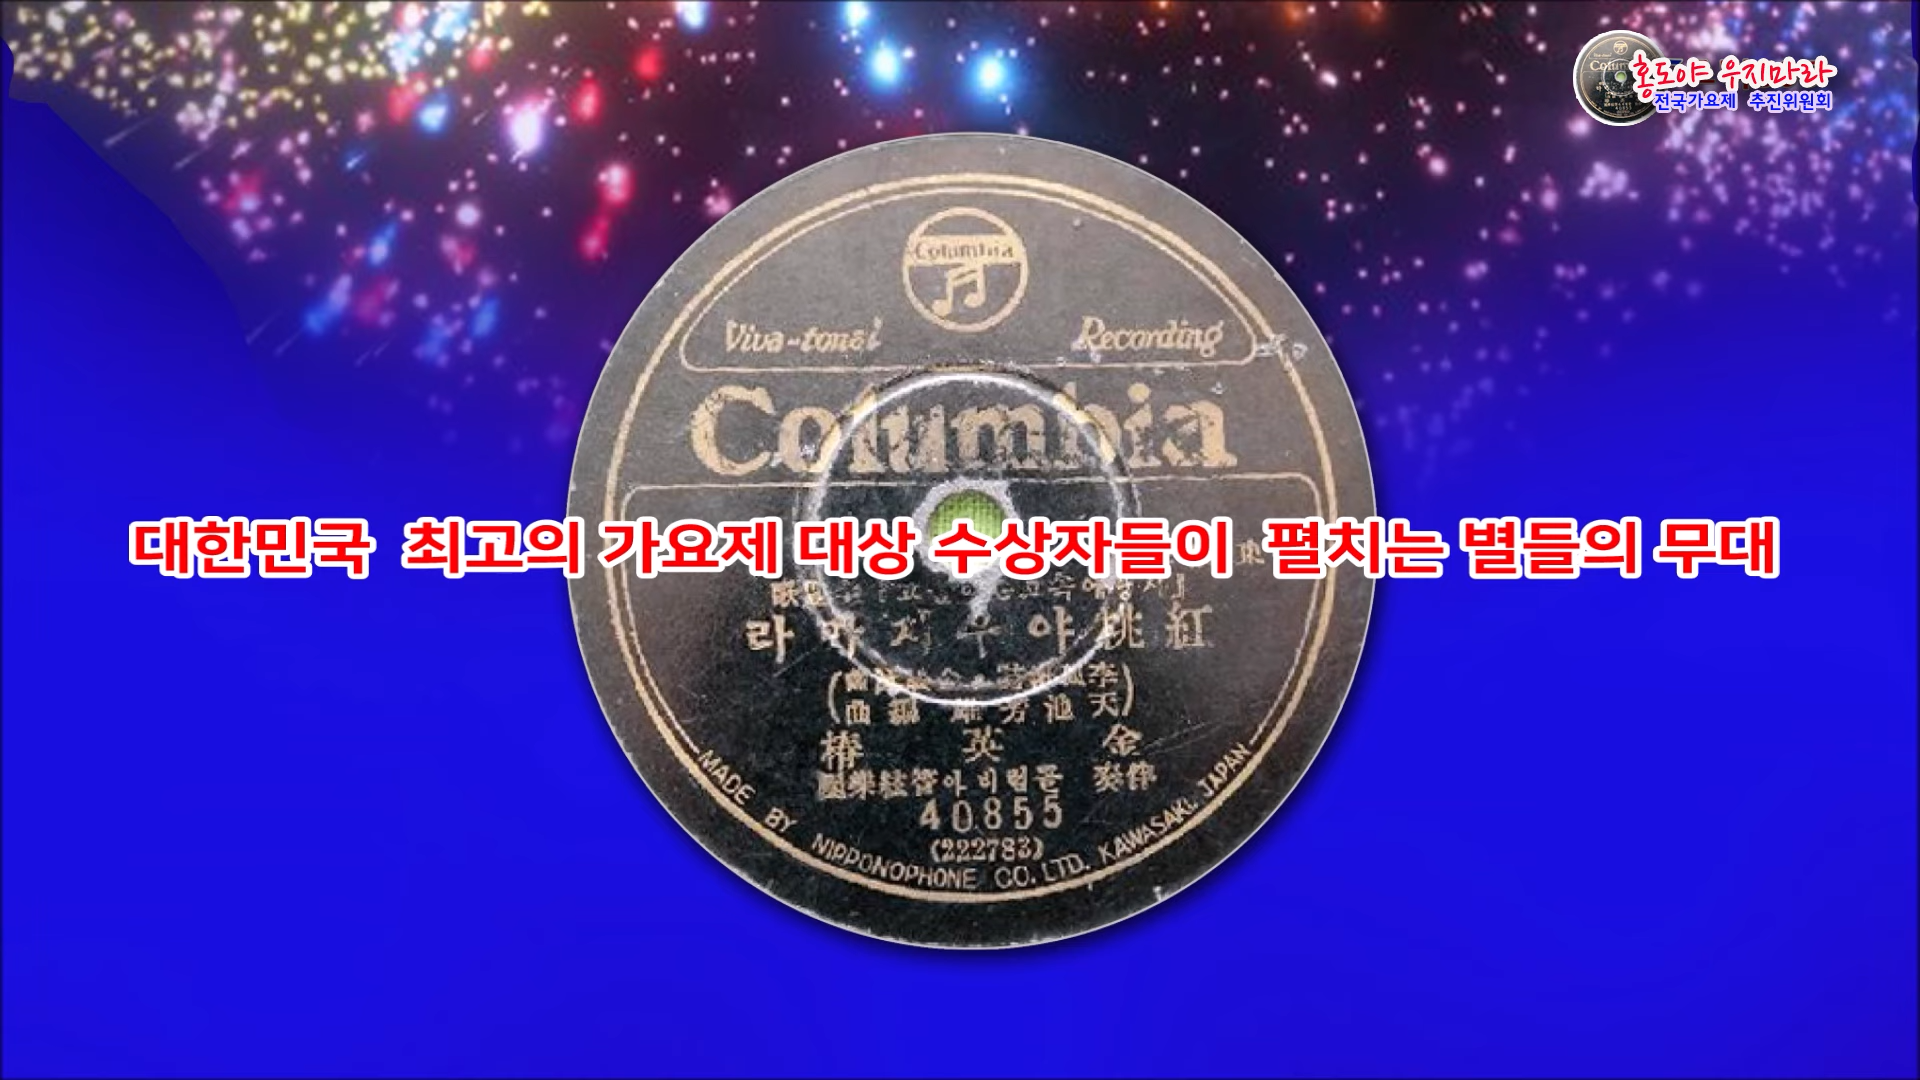 홍도야 우지마라
전국가요제 추진위원회
Columbia
Viva-tonal Recording
Columbia
대한민국 최고의 가요제 대상 수상자들이 펼치는 별들의 무대
라 마 지 우 야 桃 紅
椿 英 金
40855
(222783)
MADE BY NIPPONOPHONE CO. LTD. KAWASAKI, JAPAN